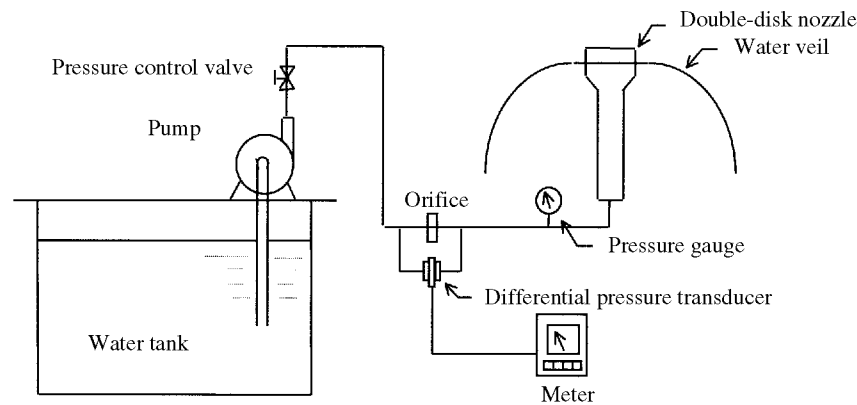 Double-disk nozzle
Water veil
Pressure control valve
Pump
Orifice
Pressure gauge
Differential pressure transducer
Water tank
Meter